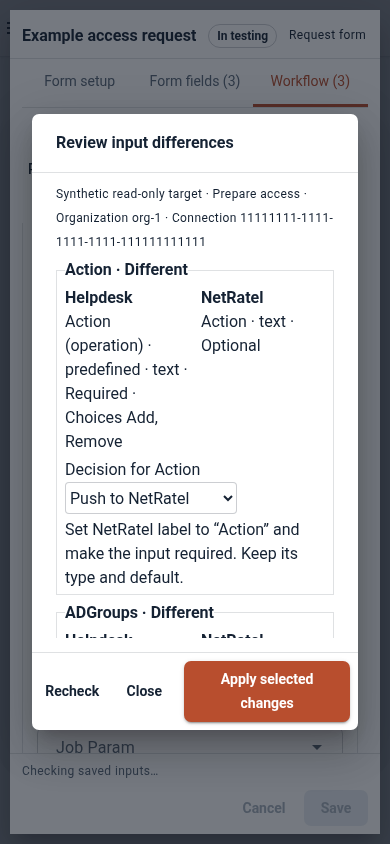 Example access request In testing Request form
Form setup Form fields (3) Workflow (3)
Review input differences
Synthetic read-only target · Prepare access ·
Organization org-1 · Connection 11111111-1111-
1111-1111-111111111111
Action · Different
Helpdesk NetRatel
Action Action · text ·
(operation) · Optional
predefined · text ·
Required ·
Choices Add,
Remove
Decision for Action
Push to NetRatel
Set NetRatel label to “Action” and
make the input required. Keep its
type and default.
ADGroups · Different
Helpdesk NetRatel
Recheck Close Apply selected
changes
Job Param
Checking saved inputs…
Cancel Save